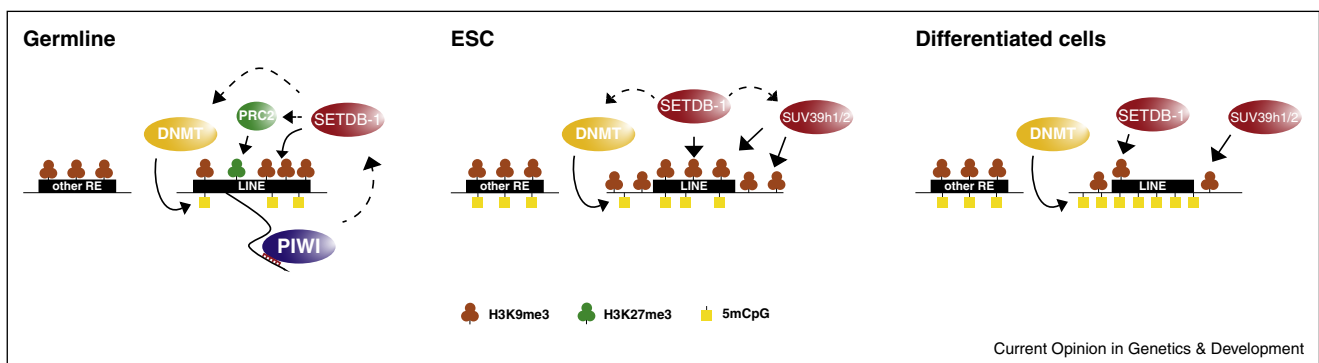 Germline
ESC
Differentiated cells
PRC2
SETDB-1
DNMT
other RE
LINE
PIWI
SETDB-1
SUV39h1/2
DNMT
other RE
LINE
SETDB-1
SUV39h1/2
DNMT
other RE
LINE
H3K9me3
H3K27me3
5mCpG
Current Opinion in Genetics & Development